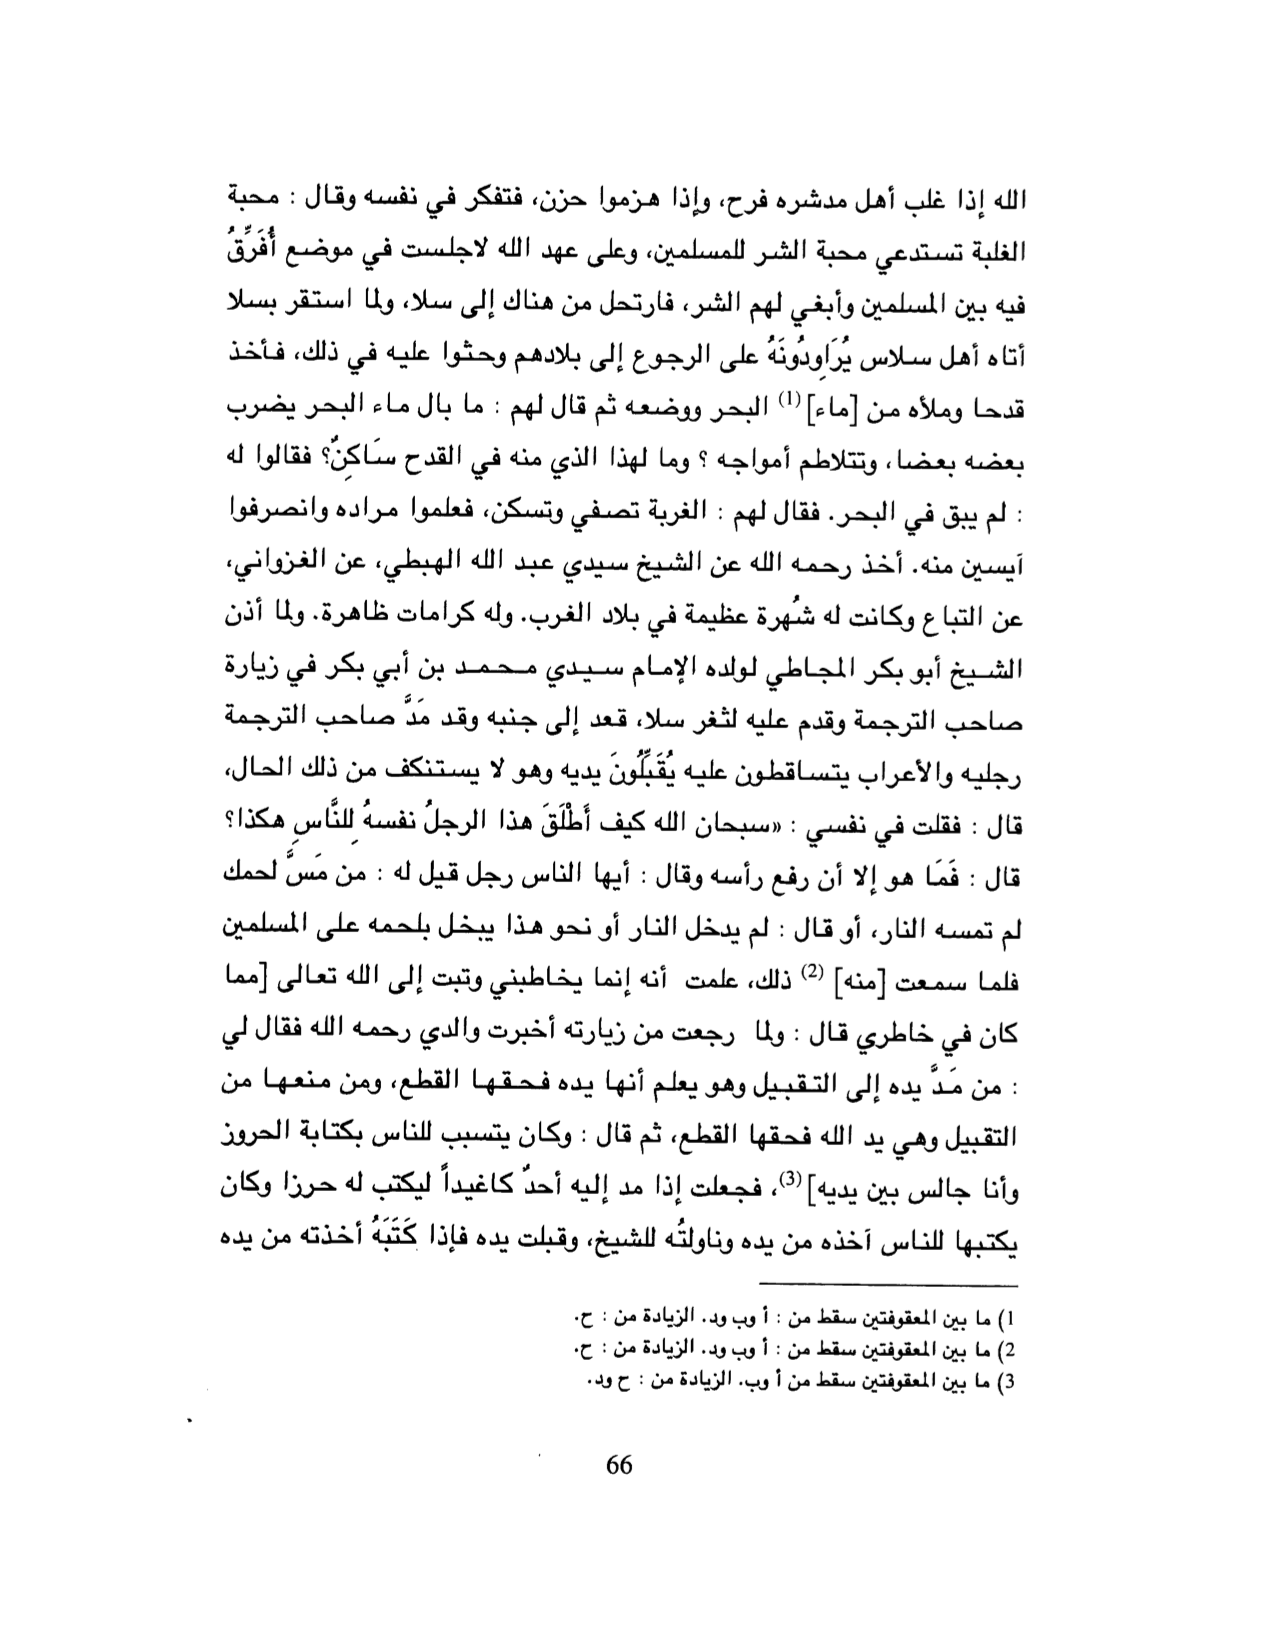 الله إذا غلب أهل مدشره فرح، وإذا هزموا حزن، فتفكر في نفسه وقال : محبة
الغلبة تستدعي محبة الشر للمسلمين، وعلى عهد الله لاجلست في موضع أُفَرِّقُ
فيه بين المسلمين وأبغي لهم الشر، فارتحل من هناك إلى سلا، ولما استقر بسلا
أتاه أهل سلاس يُرَاوِدُونَهُ على الرجوع إلى بلادهم وحثوا عليه في ذلك، فأخذ
قدحا وملأه من [ماء] (1) البحر ووضعه ثم قال لهم : ما بال ماء البحر يضرب
بعضه بعضا، وتتلاطم أمواجه ؟ وما لهذا الذي منه في القدح سَاكِنٌ؟ فقالوا له
: لم يبق في البحر. فقال لهم : الغربة تصفي وتسكن، فعلموا مراده وانصرفوا
آيسين منه. أخذ رحمه الله عن الشيخ سيدي عبد الله الهبطي، عن الغزواني،
عن التباع وكانت له شُهرة عظيمة في بلاد الغرب. وله كرامات ظاهرة. ولما أذن
الشيخ أبو بكر المجاطي لولده الإمام سيدي محمد بن أبي بكر في زيارة
صاحب الترجمة وقدم عليه لثغر سلا، قعد إلى جنبه وقد مَدَّ صاحب الترجمة
رجليه والأعراب يتساقطون عليه يُقَبِّلُونَ يديه وهو لا يستنكف من ذلك الحال،
قال : فقلت في نفسي : «سبحان الله كيف أَطْلَقَ هذا الرجلُ نفسهُ للنَّاسِ هكذا؟
قال : فَمَا هو إلا أن رفع رأسه وقال : أيها الناس رجل قيل له : من مَسَّ لحمك
لم تمسه النار، أو قال : لم يدخل النار أو نحو هذا يبخل بلحمه على المسلمين
فلما سمعت [منه] (2) ذلك، علمت أنه إنما يخاطبني وتبت إلى الله تعالى [مما
كان في خاطري قال : ولما رجعت من زيارته أخبرت والدي رحمه الله فقال لي
: من مَدَّ يده إلى التقبيل وهو يعلم أنها يده فحقها القطع، ومن منعها من
التقبيل وهي يد الله فحقها القطع، ثم قال : وكان يتسبب للناس بكتابة الحروز
وأنا جالس بين يديه] (3)، فجعلت إذا مد إليه أحدٌ كاغيداً ليكتب له حرزا وكان
يكتبها للناس آخذه من يده وناولتُه للشيخ، وقبلت يده فإذا كَتَبَهُ أخذته من يده
1) ما بين المعقوفتين سقط من : أ وب ود. الزيادة من : ح.
2) ما بين المعقوفتين سقط من : أ وب ود. الزيادة من : ح.
3) ما بين المعقوفتين سقط من أ وب. الزيادة من : ح ود.
66